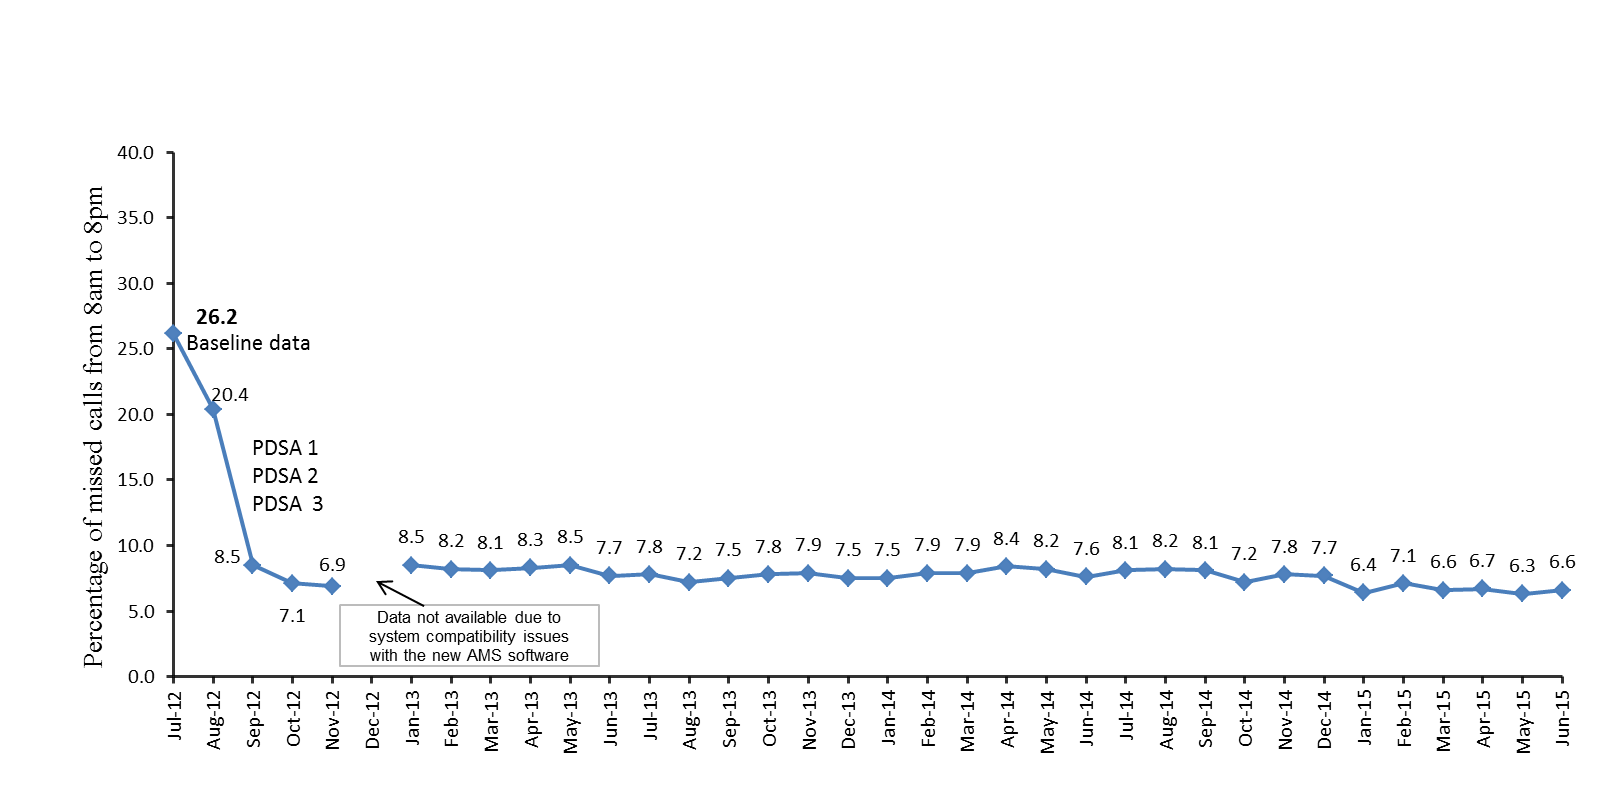 Percentage of missed calls from 8am to 8pm
40.0
35.0
30.0
25.0
20.0
15.0
10.0
5.0
0.0
26.2
Baseline data
20.4
PDSA 1
PDSA 2
PDSA  3
8.5
7.1
6.9
8.5
8.2
8.1
8.3
8.5
7.7
7.8
7.2
7.5
7.8
7.9
7.5
7.5
7.9
7.9
8.4
8.2
7.6
8.1
8.2
8.1
7.2
7.8
7.7
6.4
7.1
6.6
6.7
6.3
6.6
Data not available due to
system compatibility issues
with the new AMS software
Jul-12
Aug-12
Sep-12
Oct-12
Nov-12
Dec-12
Jan-13
Feb-13
Mar-13
Apr-13
May-13
Jun-13
Jul-13
Aug-13
Sep-13
Oct-13
Nov-13
Dec-13
Jan-14
Feb-14
Mar-14
Apr-14
May-14
Jun-14
Jul-14
Aug-14
Sep-14
Oct-14
Nov-14
Dec-14
Jan-15
Feb-15
Mar-15
Apr-15
May-15
Jun-15